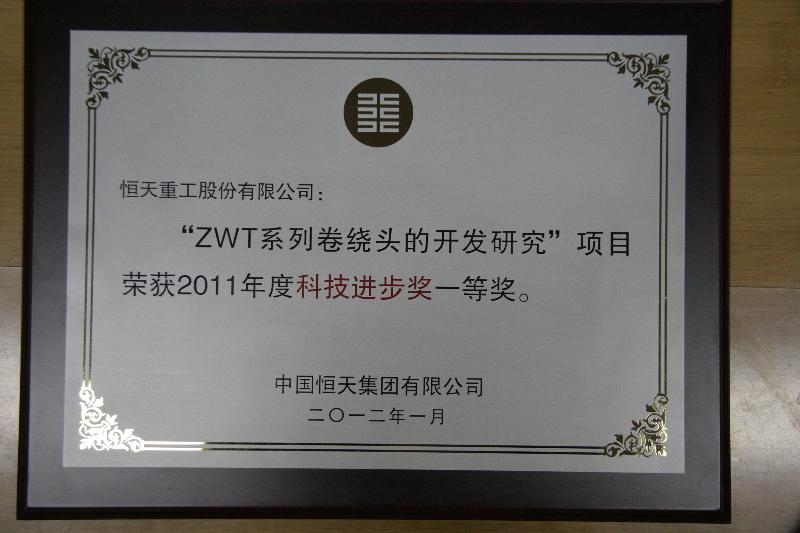 恒天重工股份有限公司：
“ZWT系列卷绕头的开发研究”项目
荣获2011年度科技进步奖一等奖。
中国恒天集团有限公司
二〇一二年一月